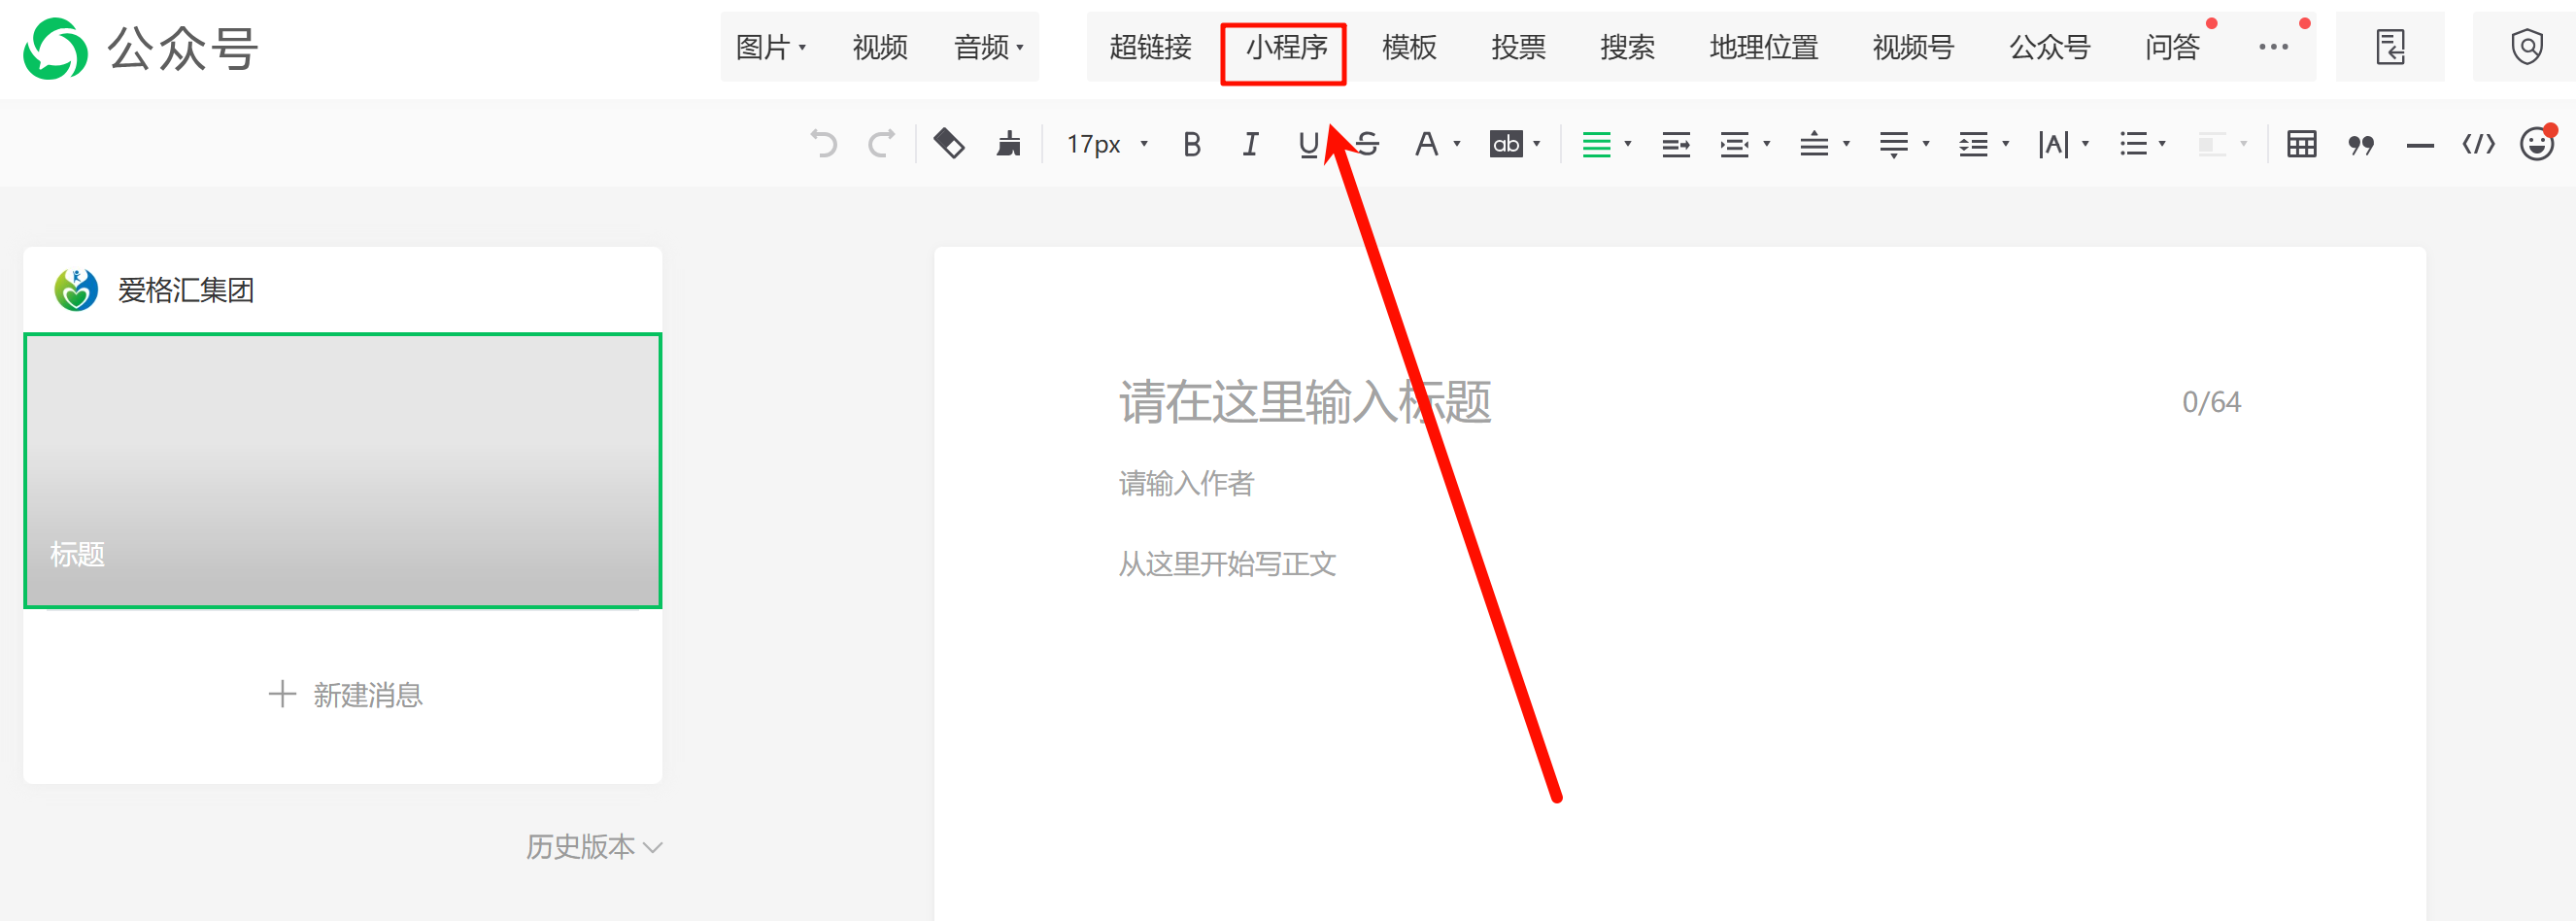 公众号
图片 视频 音频 超链接 小程序 模板 投票 搜索 地理位置 视频号 公众号 问答 ···
17px B I U S A ab A
爱格汇集团
标题
新建消息
历史版本
请在这里输入标题 0/64
请输入作者
从这里开始写正文